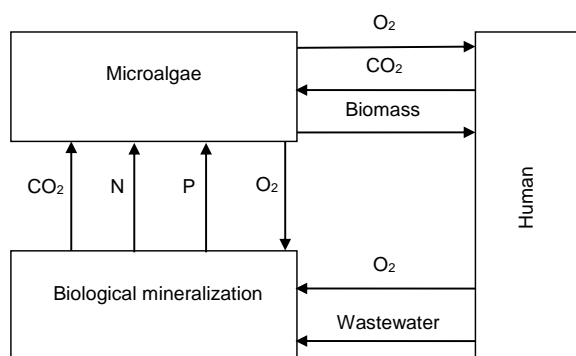 O₂
Microalgae
CO₂
Biomass
Human
CO₂ N P O₂
O₂
Biological mineralization
Wastewater